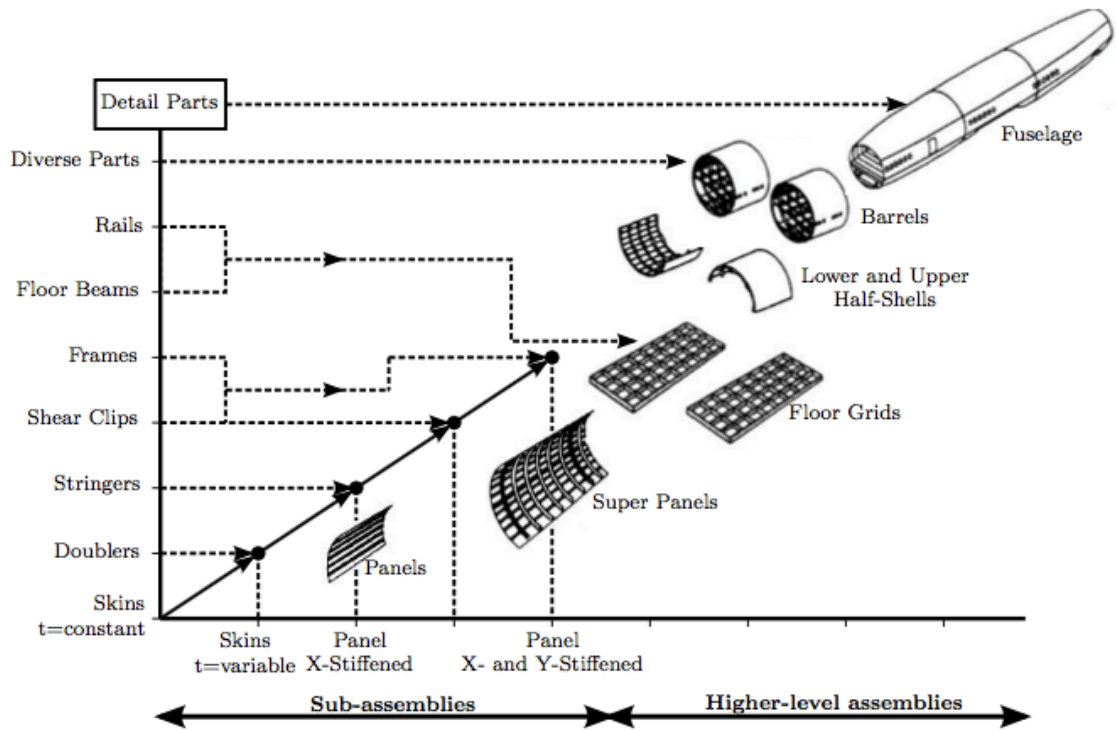 Detail Parts
Fuselage
Diverse Parts
Barrels
Rails
Lower and Upper
Half-Shells
Floor Beams
Frames
Floor Grids
Shear Clips
Stringers
Super Panels
Doublers
Panels
Skins
t=constant
Skins
t=variable
Panel
X-Stiffened
Panel
X- and Y-Stiffened
Sub-assemblies
Higher-level assemblies